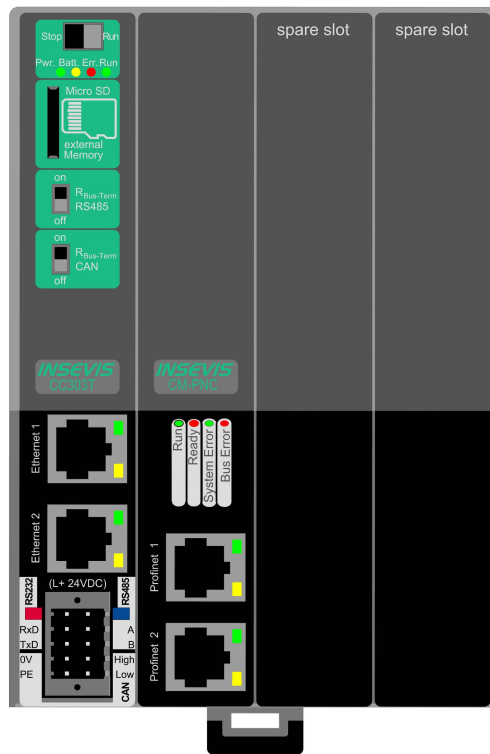 Stop
Run
Pwr. Batt. Err. Run
Micro SD
external
Memory
on
RBus-Term
RS485
off
on
RBus-Term
CAN
off
INSEVIS
CC303T
Ethernet 1
Ethernet 2
RS232
(L+ 24VDC)
RS485
RxD
TxD
0V
PE
A
B
High
Low
CAN
INSEVIS
CM-PNC
Run
Ready
System Error
Bus Error
Profinet 1
Profinet 2
spare slot
spare slot